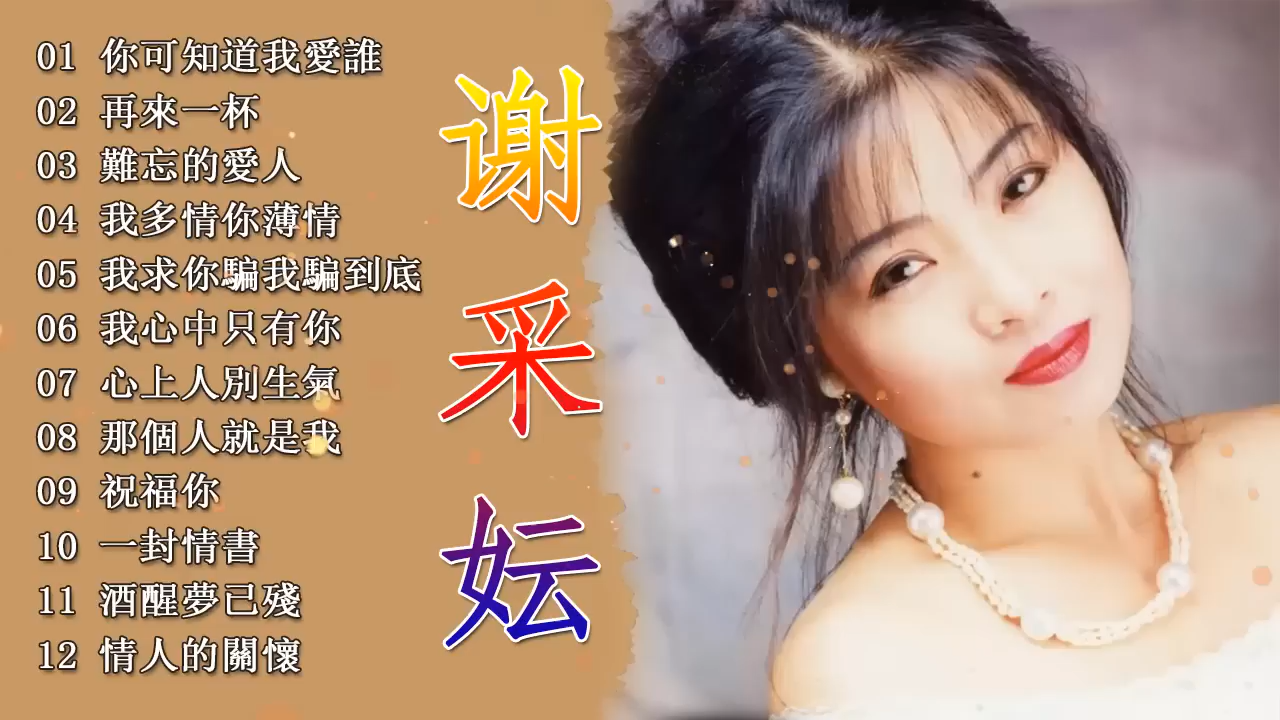 01 你可知道我愛誰
02 再來一杯
03 難忘的愛人
04 我多情你薄情
05 我求你騙我騙到底
06 我心中只有你
07 心上人別生氣
08 那個人就是我
09 祝福你
10 一封情書
11 酒醒夢已殘
12 情人的關懷
谢采妘